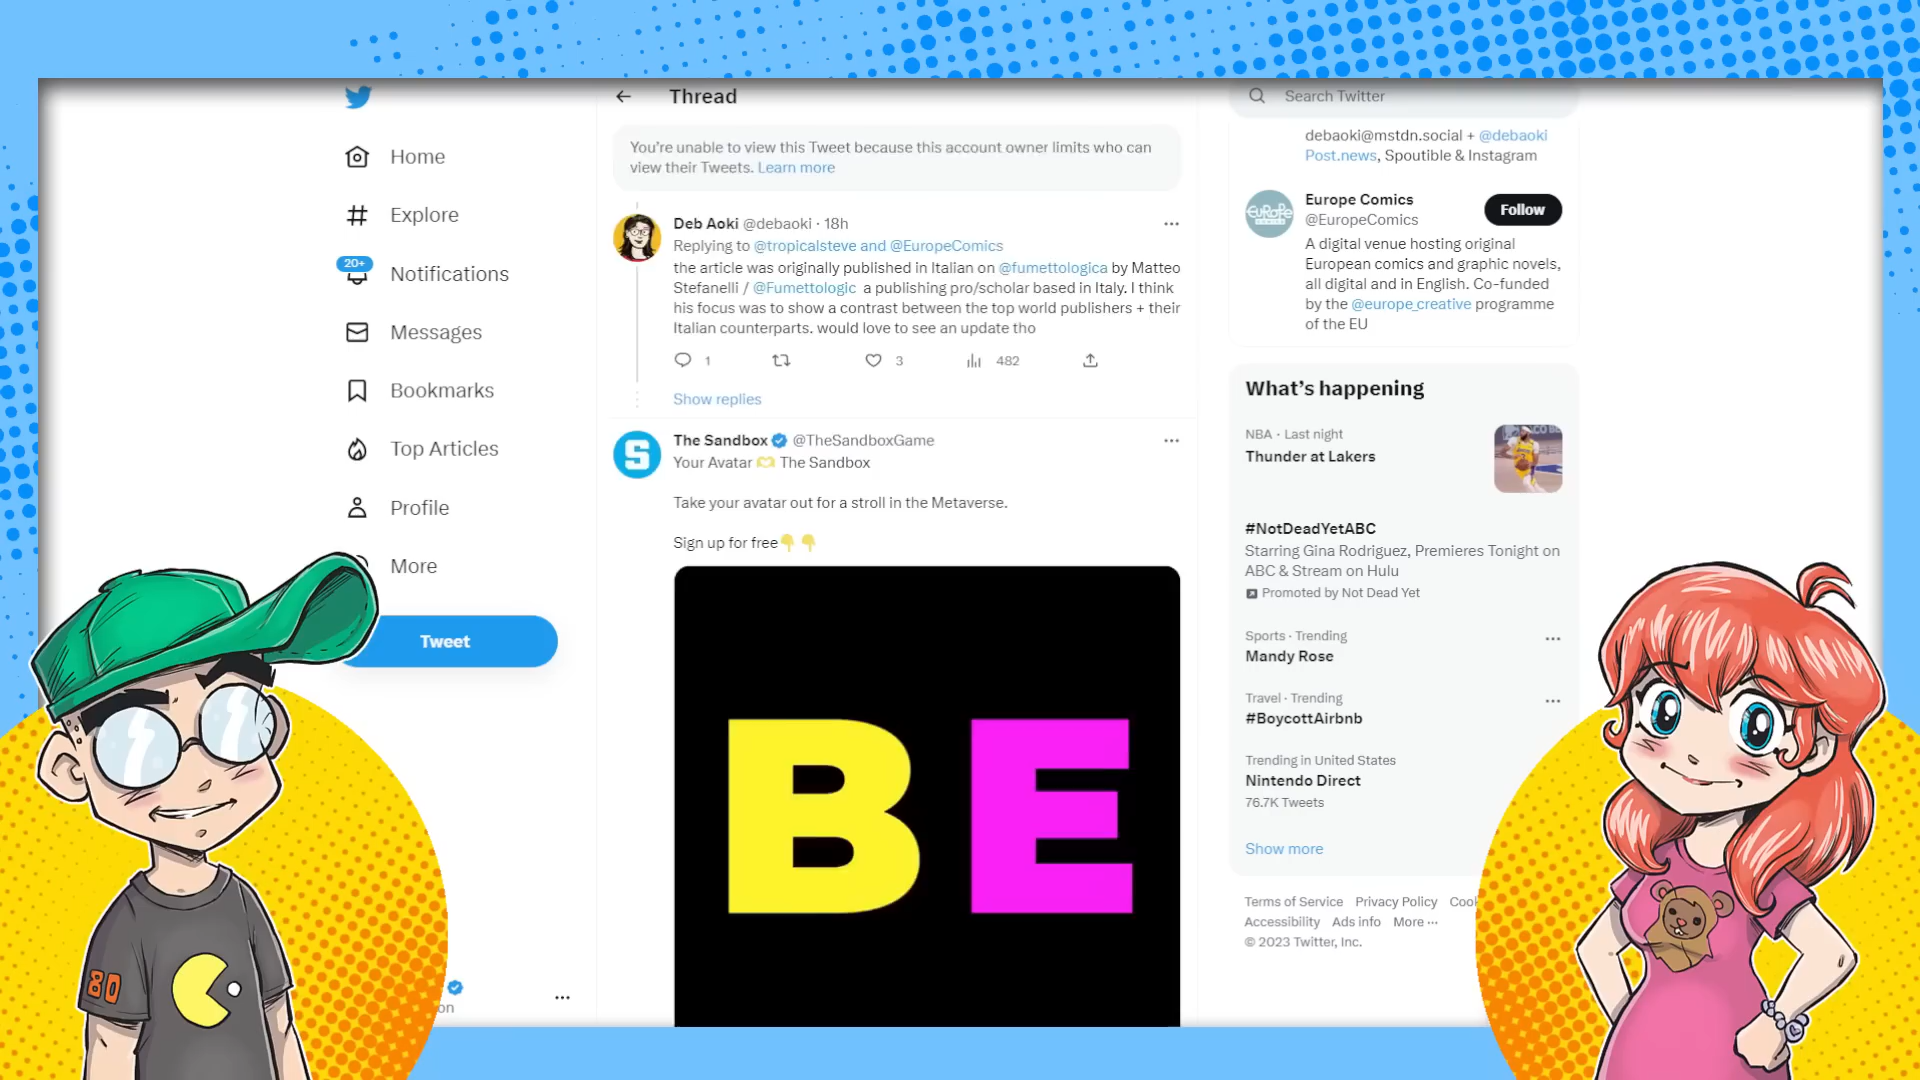 Home
Explore
20+
Notifications
Messages
Bookmarks
Top Articles
Profile
More
Tweet
on
80
Thread
You're unable to view this Tweet because this account owner limits who can
view their Tweets. Learn more
Deb Aoki @debaoki · 18h
Replying to @tropicalsteve and @EuropeComics
the article was originally published in Italian on @fumettologica by Matteo
Stefanelli / @Fumettologic a publishing pro/scholar based in Italy. I think
his focus was to show a contrast between the top world publishers + their
Italian counterparts. would love to see an update tho
1 3 482
Show replies
S
The Sandbox @TheSandboxGame
Your Avatar 🫶 The Sandbox
Take your avatar out for a stroll in the Metaverse.
Sign up for free👇👇
BE
Search Twitter
debaoki@mstdn.social + @debaoki
Post.news, Spoutible & Instagram
EUROPE COMICS
Europe Comics
@EuropeComics
Follow
A digital venue hosting original
European comics and graphic novels,
all digital and in English. Co-funded
by the @europe_creative programme
of the EU
What's happening
NBA · Last night
Thunder at Lakers
#NotDeadYetABC
Starring Gina Rodriguez, Premieres Tonight on
ABC & Stream on Hulu
Promoted by Not Dead Yet
Sports · Trending
Mandy Rose
Travel · Trending
#BoycottAirbnb
Trending in United States
Nintendo Direct
76.7K Tweets
Show more
Terms of Service Privacy Policy Cook
Accessibility Ads info More ···
© 2023 Twitter, Inc.